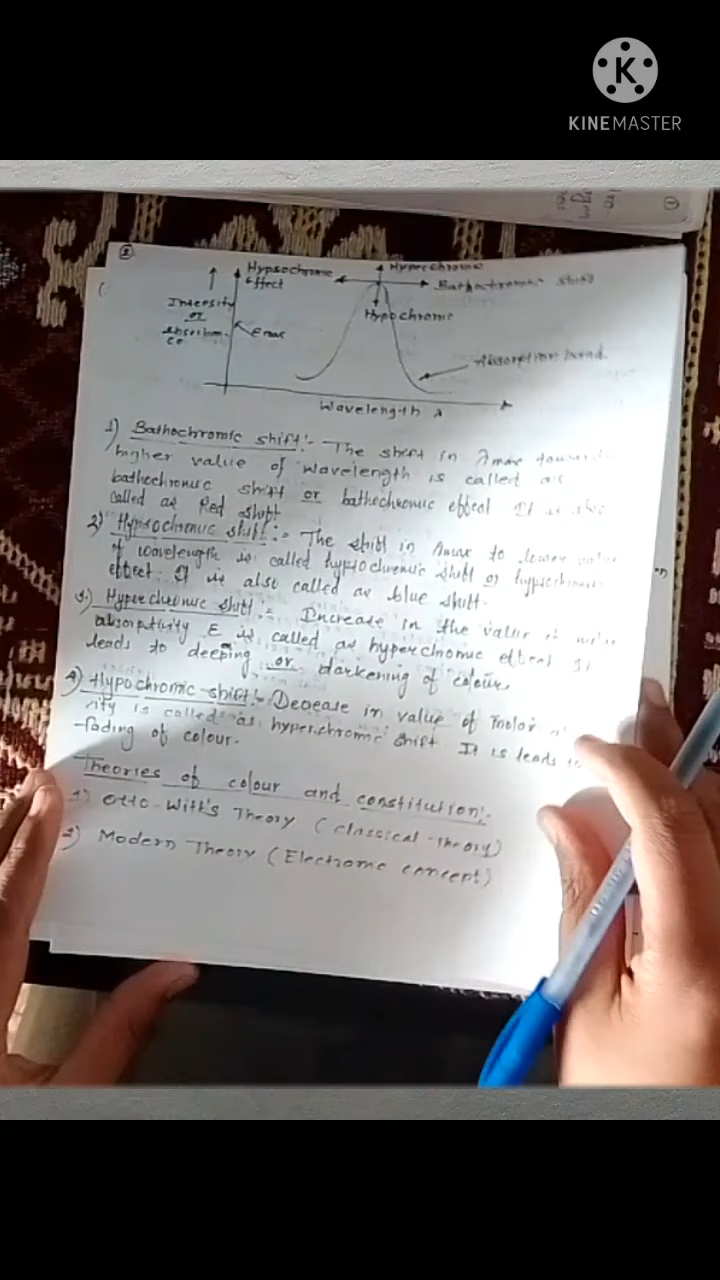 KINEMASTER
2
Hypsochromic
Effect
Hyperchromic
Bathochromic shift
Intensity
or
Hypochromic
Emax
Absorption band.
Wavelength λ
1) Bathochromic shift:- The shift in λmax towards
higher value of wavelength is called as
bathochromic shift or bathochromic effect It is also
called as Red shift
2) Hypsochromic shift:- The shift in λmax to lower value
of wavelength is called hypsochromic shift or hypsochromic
effect. It is also called as blue shift.
3.) Hyperchromic shift:- Increase in the value of molar
absorptivity ε is called as hyperchromic effect It
leads to deeping or darkening of colour.
4) Hypochromic shift:- Decease in value of molar
is called as hyperchromic shift It is leads to
fading of colour.
Theories of colour and constitution:-
1) Otto-Witt's Theory (classical theory)
2) Modern Theory (Electronic concept)